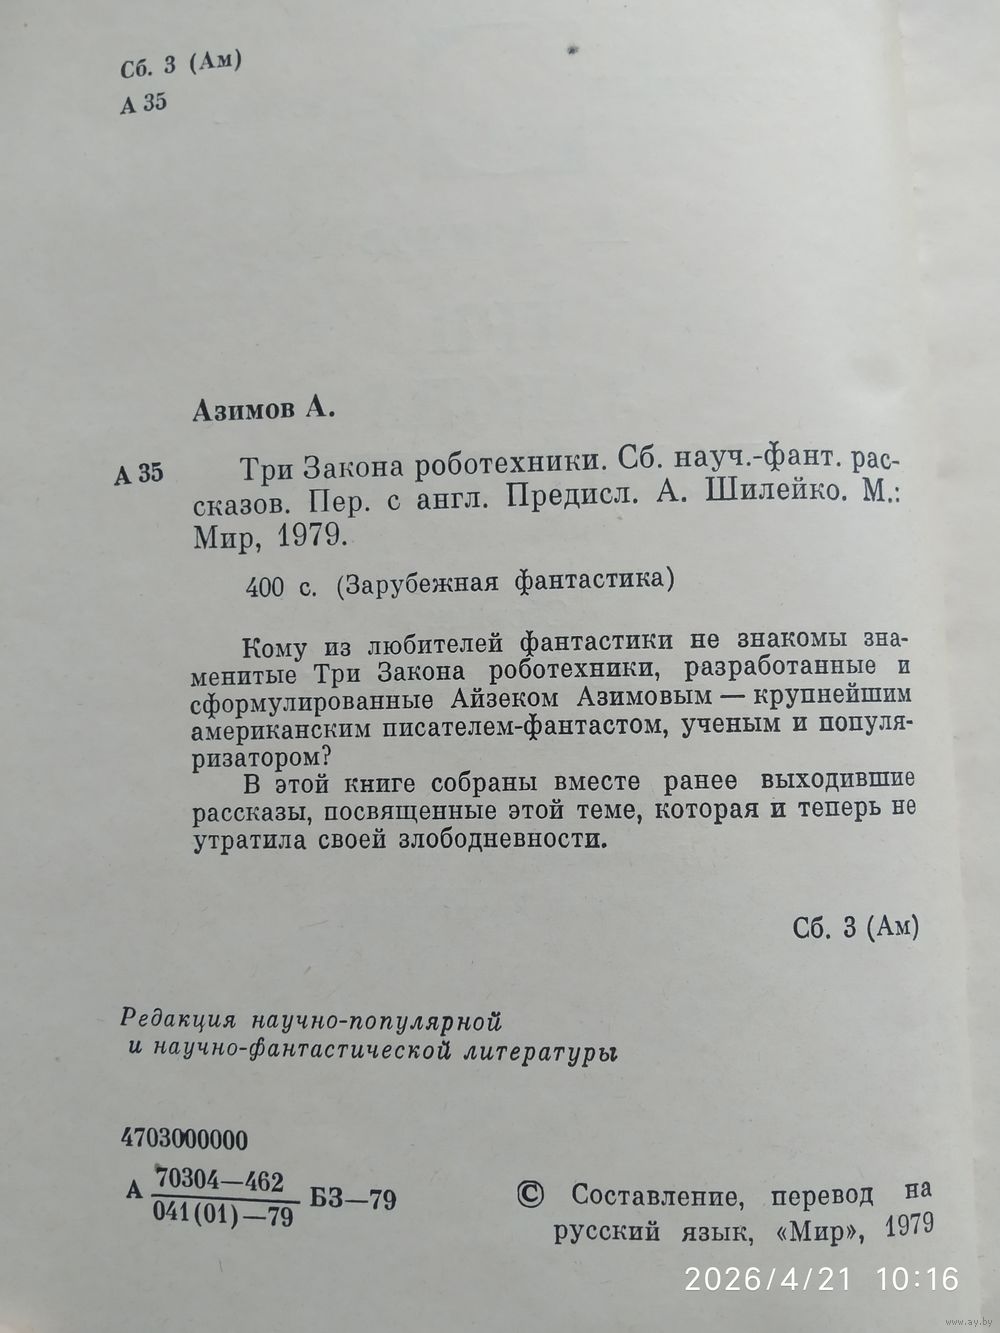 Сб. 3 (Ам)
А 35
Азимов А.
А 35 Три Закона роботехники. Сб. науч.-фант. рас-
сказов. Пер. с англ. Предисл. А. Шилейко. М.:
Мир, 1979.
400 с. (Зарубежная фантастика)
Кому из любителей фантастики не знакомы зна-
менитые Три Закона роботехники, разработанные и
сформулированные Айзеком Азимовым — крупнейшим
американским писателем-фантастом, ученым и популя-
ризатором?
В этой книге собраны вместе ранее выходившие
рассказы, посвященные этой теме, которая и теперь не
утратила своей злободневности.
Сб. 3 (Ам)
Редакция научно-популярной
и научно-фантастической литературы
4703000000
А 70304—462
041(01)—79 БЗ—79
© Составление, перевод на
русский язык, «Мир», 1979
2026/4/21 10:16
www.ay.by